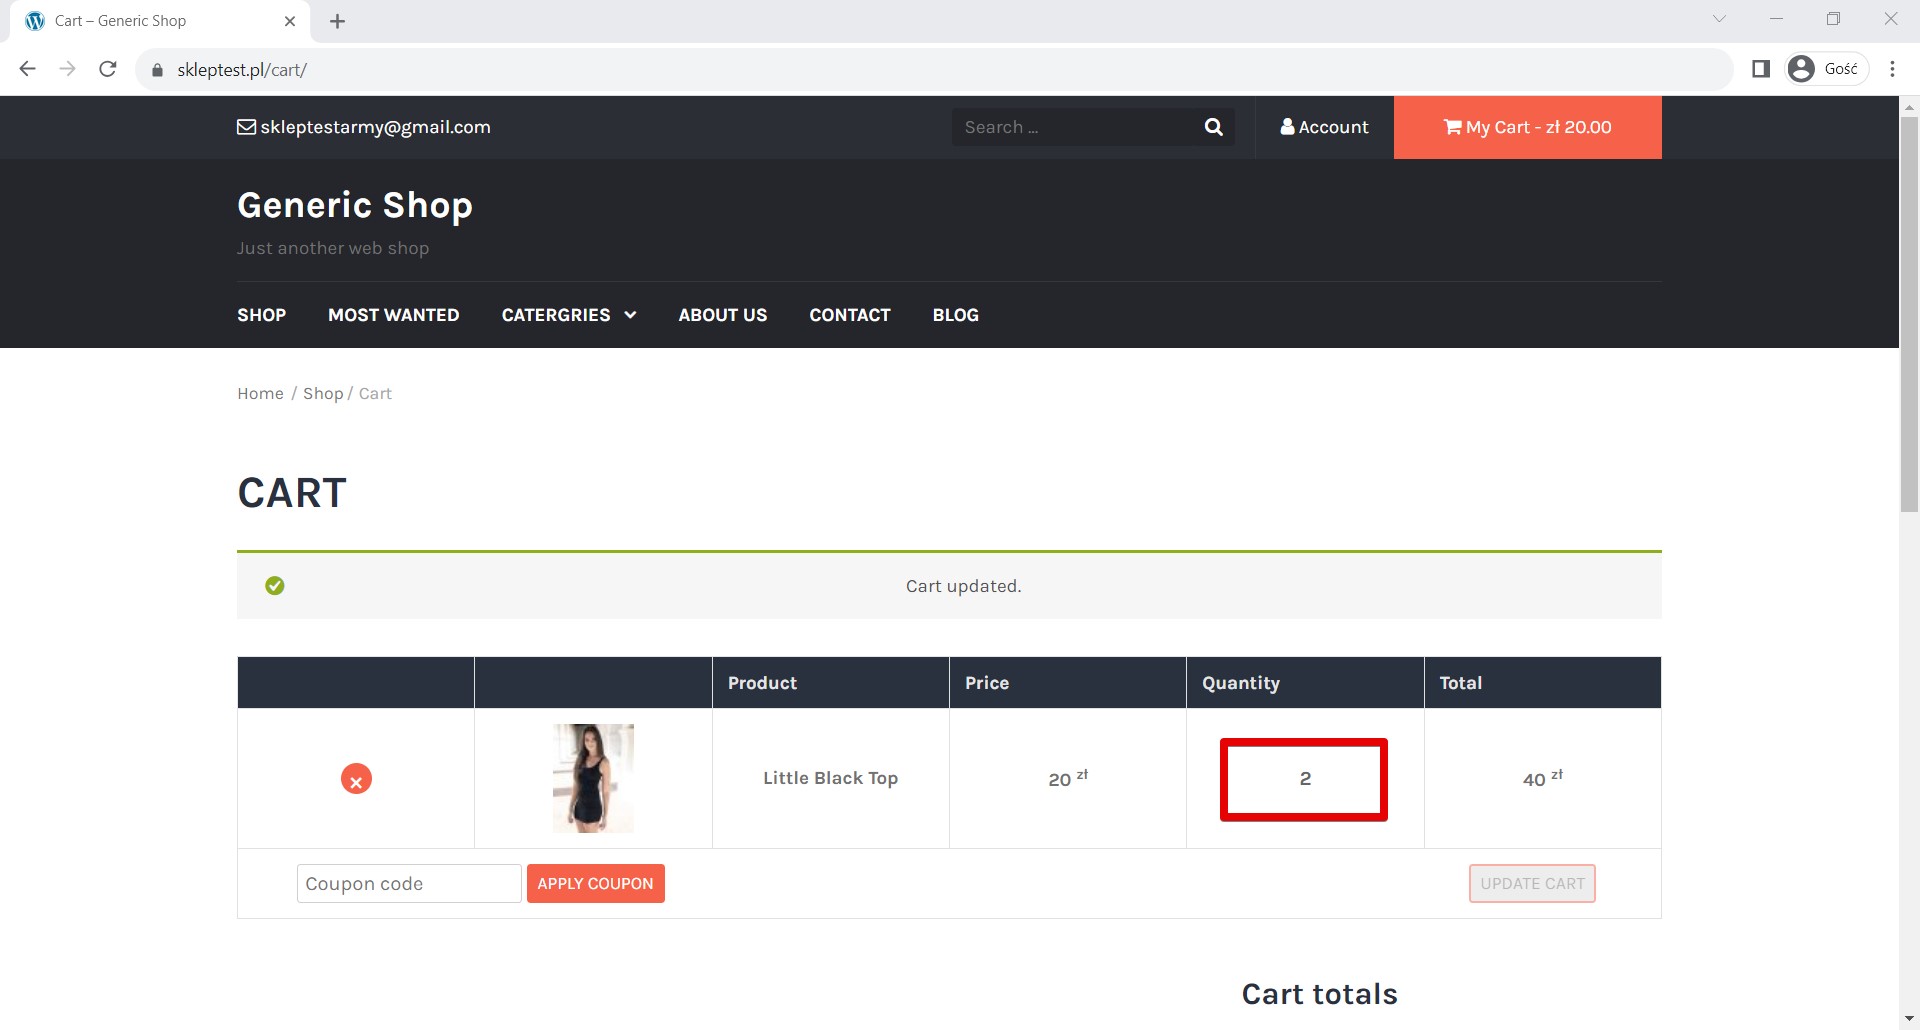 Cart – Generic Shop
skleptest.pl/cart/
Gość
skleptestarmy@gmail.com
Search ...
Account
My Cart - zł 20.00
Generic Shop
Just another web shop
SHOP MOST WANTED CATERGRIES ABOUT US CONTACT BLOG
Home / Shop / Cart
CART
Cart updated.
Product Price Quantity Total
Little Black Top 20 zł 2 40 zł
Coupon code APPLY COUPON UPDATE CART
Cart totals